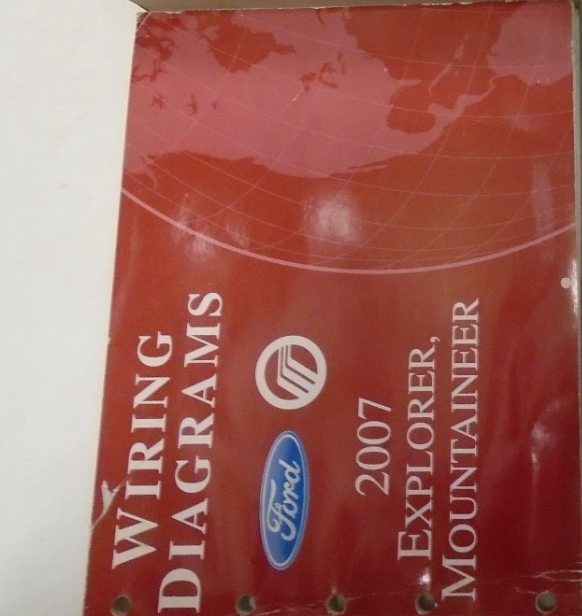 WIRING
DIAGRAMS
Ford
2007
EXPLORER,
MOUNTAINEER